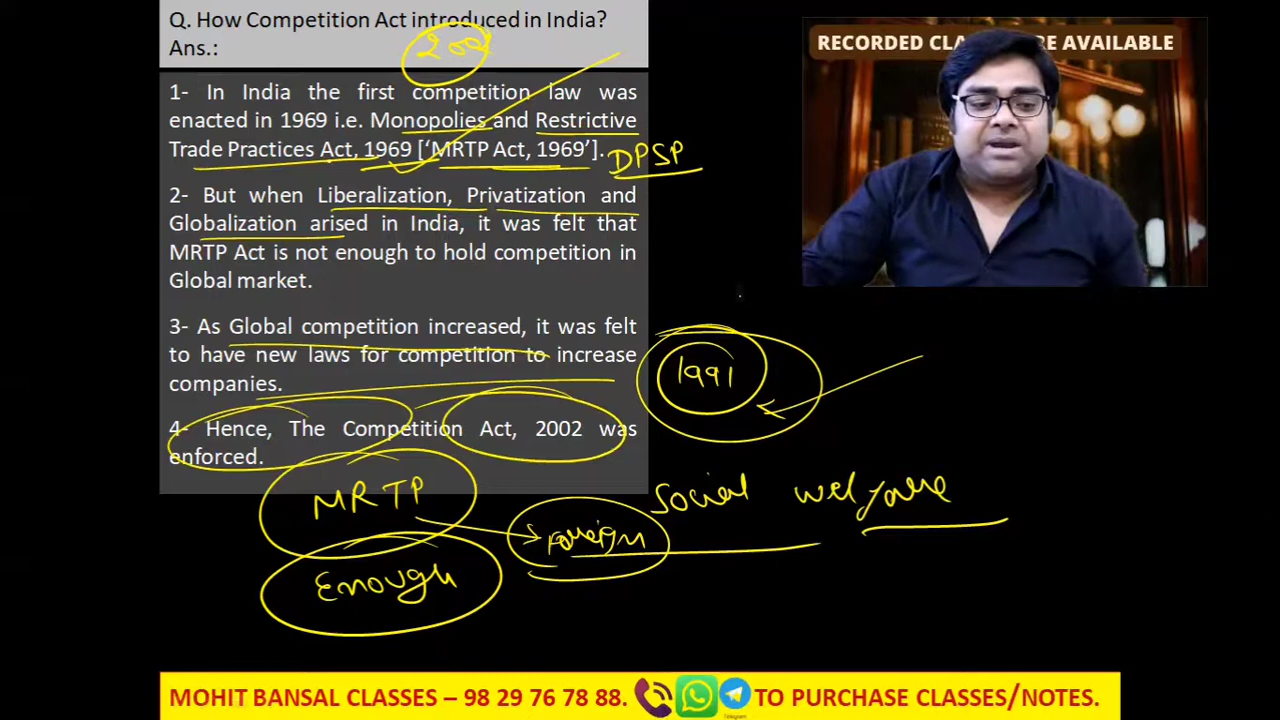 Q. How Competition Act introduced in India?
Ans.:
1- In India the first competition law was
enacted in 1969 i.e. Monopolies and Restrictive
Trade Practices Act, 1969 ['MRTP Act, 1969'].
DPSP
2- But when Liberalization, Privatization and
Globalization arised in India, it was felt that
MRTP Act is not enough to hold competition in
Global market.
3- As Global competition increased, it was felt
to have new laws for competition to increase
companies.
1991
4- Hence, The Competition Act, 2002 was
enforced.
MRTP
Social welfare
foreign
Enough
RECORDED
AVAILABLE
MOHIT BANSAL CLASSES – 98 29 76 78 88. TO PURCHASE CLASSES/NOTES.